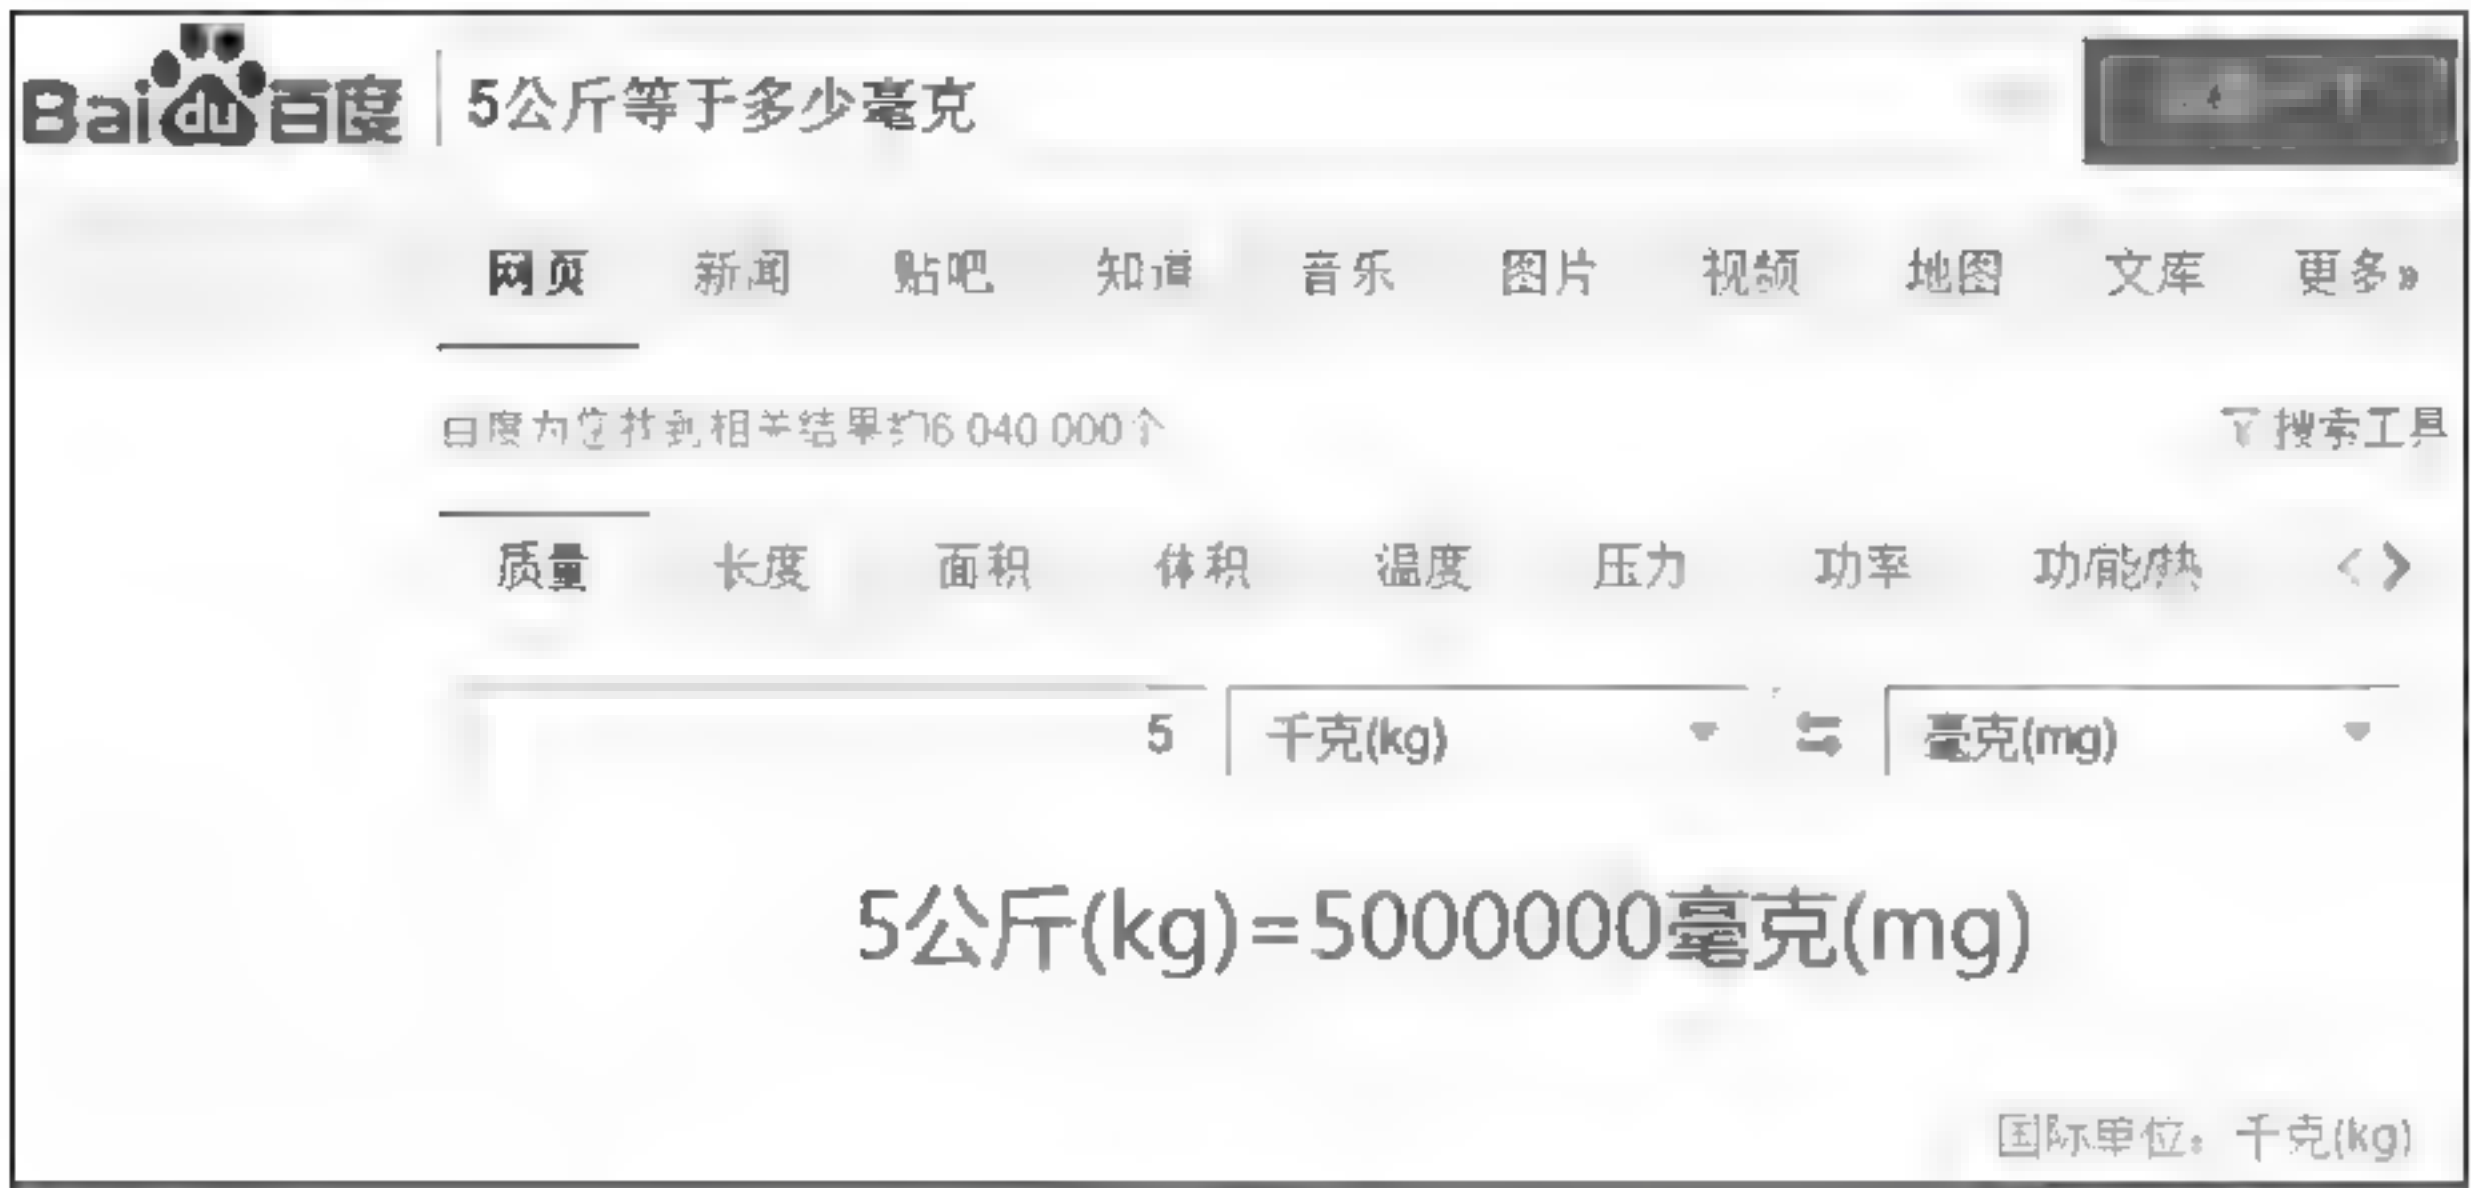 Bai du 百度 5公斤等于多少毫克
网页 新闻 贴吧 知道 音乐 图片 视频 地图 文库 更多»
百度为您找到相关结果约6 040 000个 搜索工具
质量 长度 面积 体积 温度 压力 功率 功/能/热 < >
5 千克(kg) 毫克(mg)
5公斤(kg)=5000000毫克(mg)
国际单位：千克(kg)